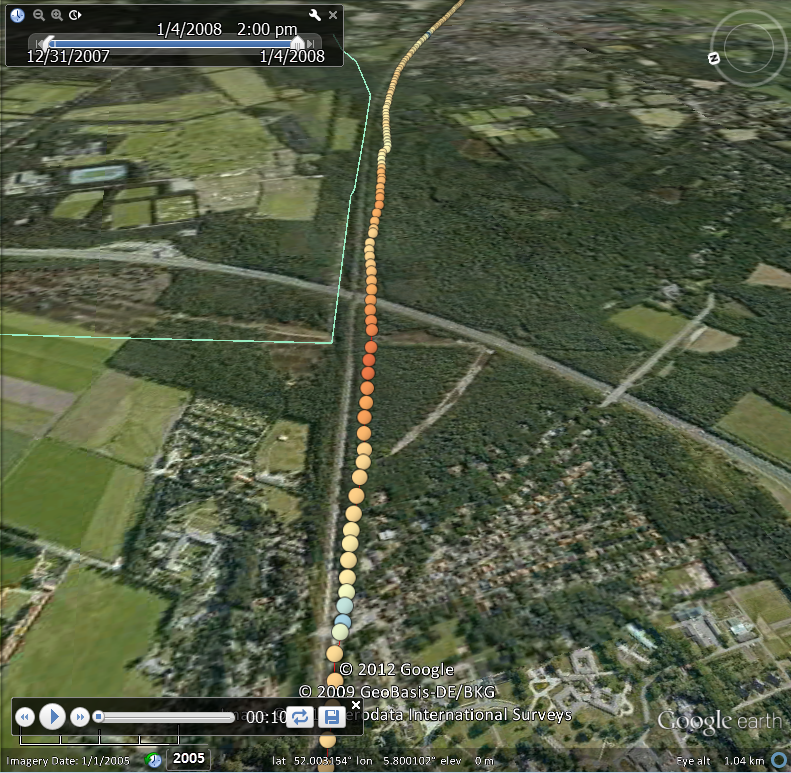 1/4/2008 2:00 pm
12/31/2007 1/4/2008
© 2012 Google
© 2009 GeoBasis-DE/BKG
00:10
erodata International Surveys
Google earth
Imagery Date: 1/1/2005 2005 lat 52.003154° lon 5.800102° elev 0 m Eye alt 1.04 km